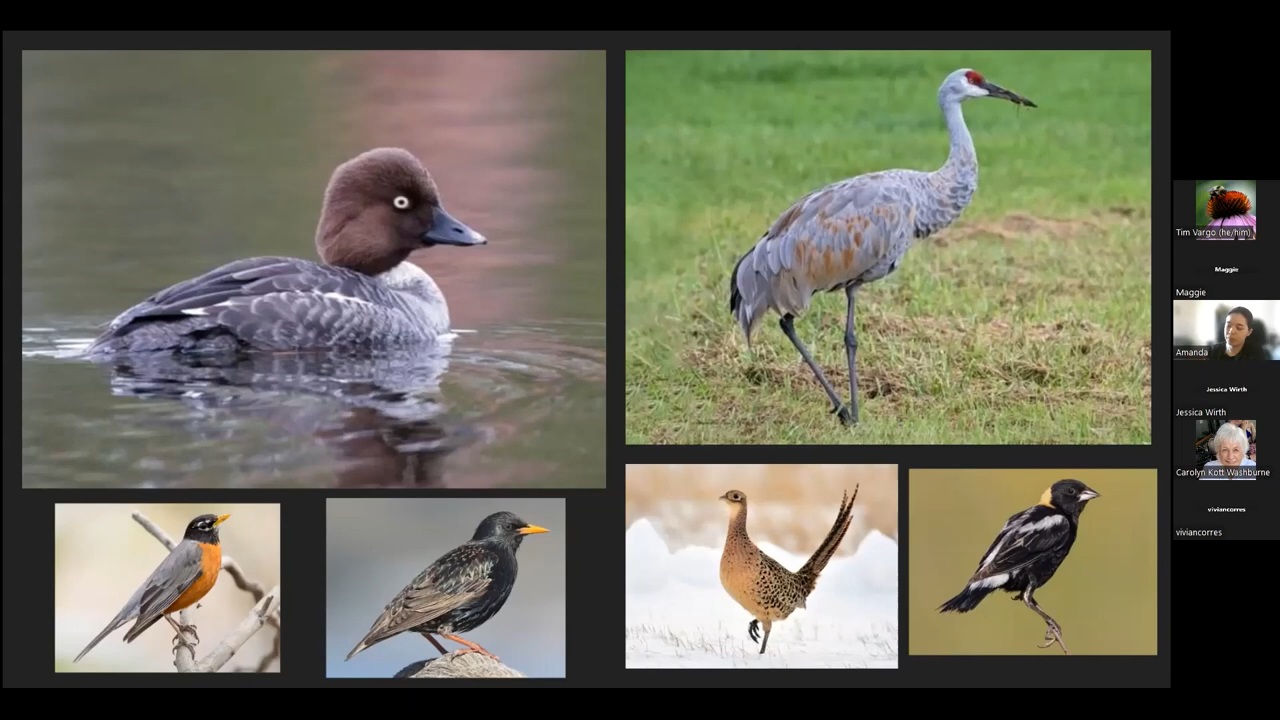 Tim Vargo (he/him)
Maggie
Maggie
Amanda
Jessica Wirth
Jessica Wirth
Carolyn Kott Washburne
viviancorres
viviancorres